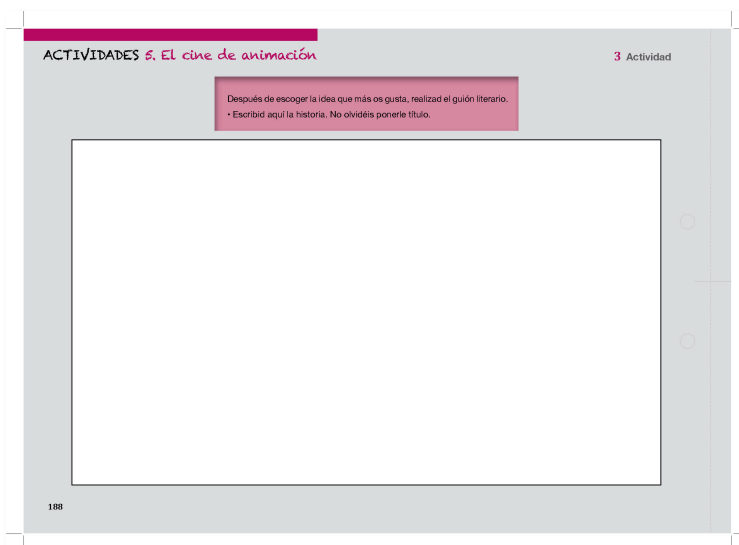 ACTIVIDADES 5. El cine de animación
3 Actividad
Después de escoger la idea que más os gusta, realizad el guión literario.
• Escribid aquí la historia. No olvidéis ponerle título.
188